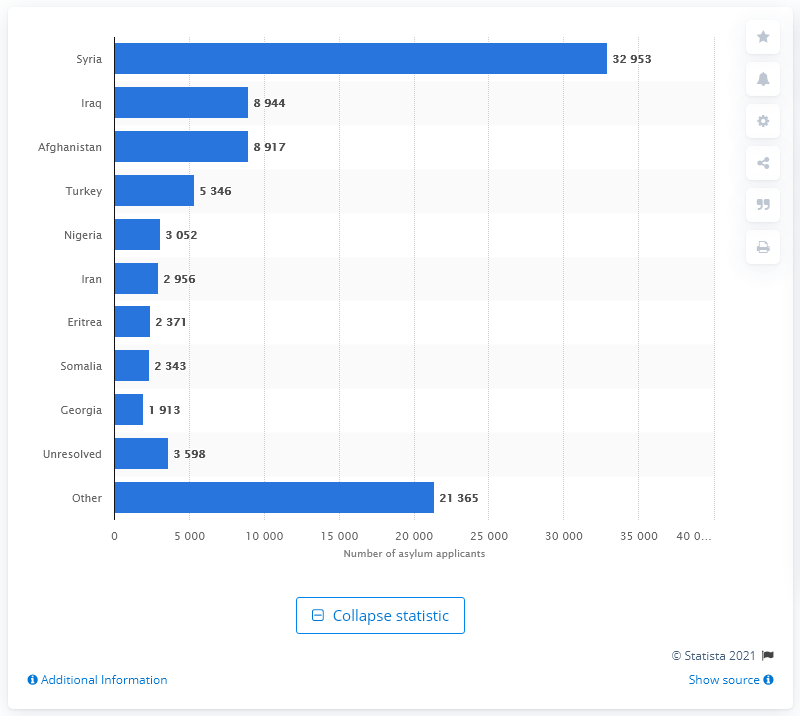 Syria 32 953
Iraq 8 944
Afghanistan 8 917
Turkey 5 346
Nigeria 3 052
Iran 2 956
Eritrea 2 371
Somalia 2 343
Georgia 1 913
Unresolved 3 598
Other 21 365
0 5 000 10 000 15 000 20 000 25 000 30 000 35 000 40 0...
Number of asylum applicants
Collapse statistic
© Statista 2021
Additional Information Show source